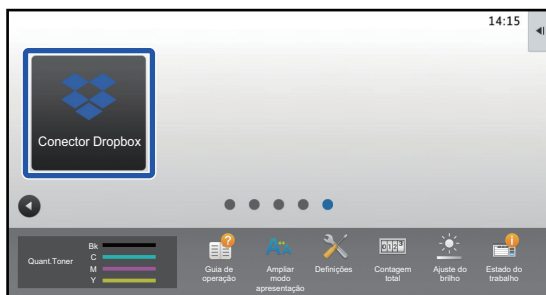 14:15
Conector Dropbox
Quant.Toner
Bk
C
M
Y
Guia de
operação
Ampliar
modo
apresentação
Definições
Contagem
total
Ajuste do
brilho
Estado do
trabalho